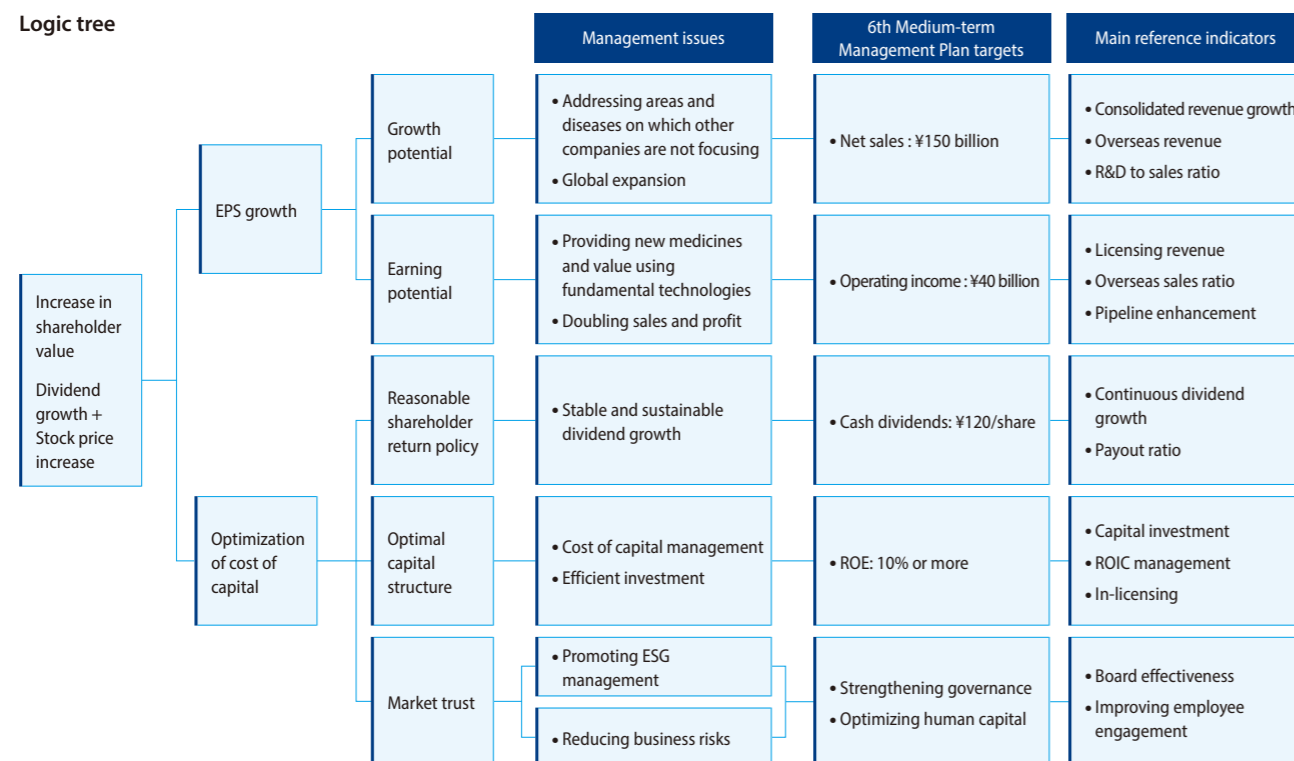 Logic tree
Management issues
6th Medium-term
Management Plan targets
Main reference indicators
Increase in
shareholder
value
Dividend
growth +
Stock price
increase
EPS growth
Growth
potential
• Addressing areas and
diseases on which other
companies are not focusing
• Global expansion
• Net sales : ¥150 billion
• Consolidated revenue growth
• Overseas revenue
• R&D to sales ratio
Earning
potential
• Providing new medicines
and value using
fundamental technologies
• Doubling sales and profit
• Operating income : ¥40 billion
• Licensing revenue
• Overseas sales ratio
• Pipeline enhancement
Optimization
of cost of
capital
Reasonable
shareholder
return policy
• Stable and sustainable
dividend growth
• Cash dividends: ¥120/share
• Continuous dividend
growth
• Payout ratio
Optimal
capital
structure
• Cost of capital management
• Efficient investment
• ROE: 10% or more
• Capital investment
• ROIC management
• In-licensing
Market trust
• Promoting ESG
management
• Reducing business risks
• Strengthening governance
• Optimizing human capital
• Board effectiveness
• Improving employee
engagement